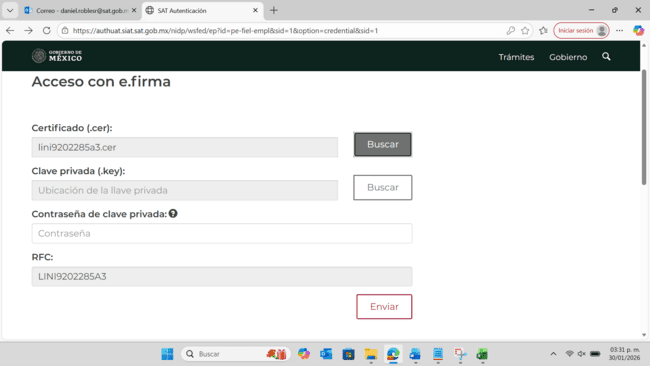 Correo - daniel.roblesr@sat.gob.m
SAT Autenticación
https://authuat.siat.sat.gob.mx/nidp/wsfed/ep?id=pe-fiel-empl&sid=1&option=credential&sid=1
Iniciar sesión
GOBIERNO DE
MÉXICO
Trámites
Gobierno
Acceso con e.firma
Certificado (.cer):
lini9202285a3.cer
Buscar
Clave privada (.key):
Ubicación de la llave privada
Buscar
Contraseña de clave privada:
Contraseña
RFC:
LINI9202285A3
Enviar
Buscar
03:31 p. m.
30/01/2026